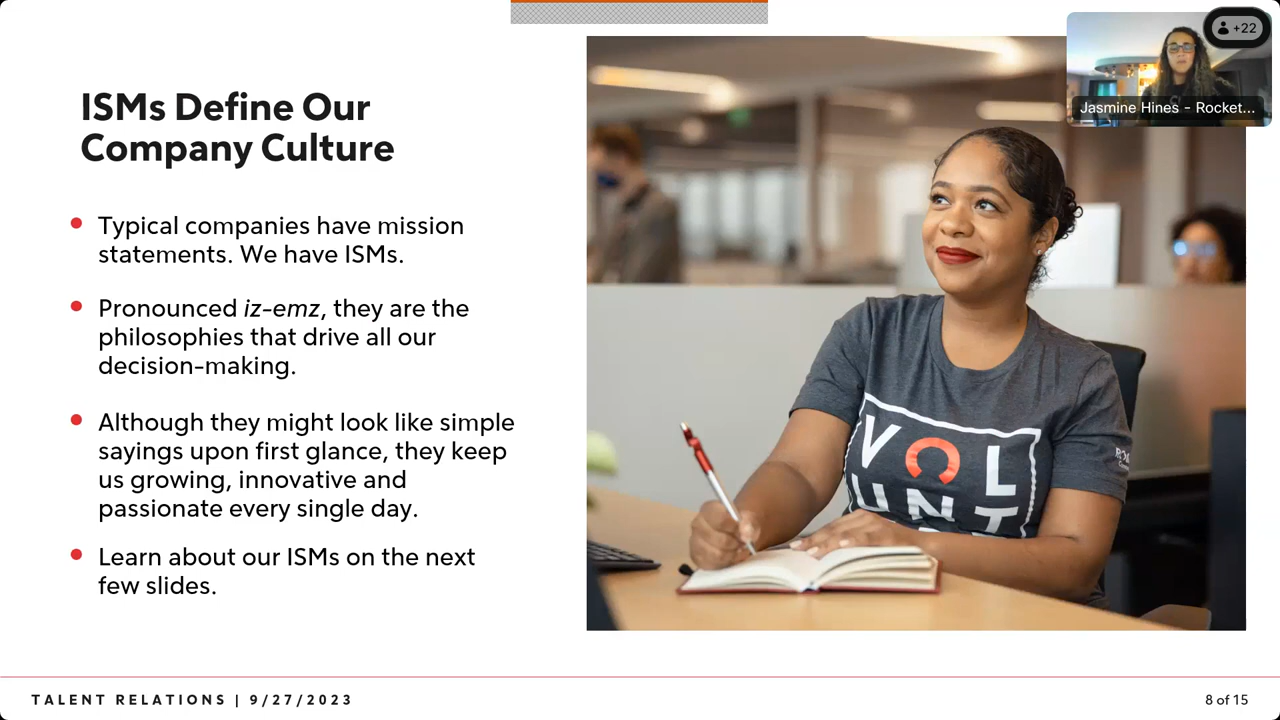 +22
Jasmine Hines - Rocket...
ISMs Define Our
Company Culture
Typical companies have mission
statements. We have ISMs.
Pronounced iz-emz, they are the
philosophies that drive all our
decision-making.
Although they might look like simple
sayings upon first glance, they keep
us growing, innovative and
passionate every single day.
Learn about our ISMs on the next
few slides.
VOL
UNT
TALENT RELATIONS | 9/27/2023
8 of 15